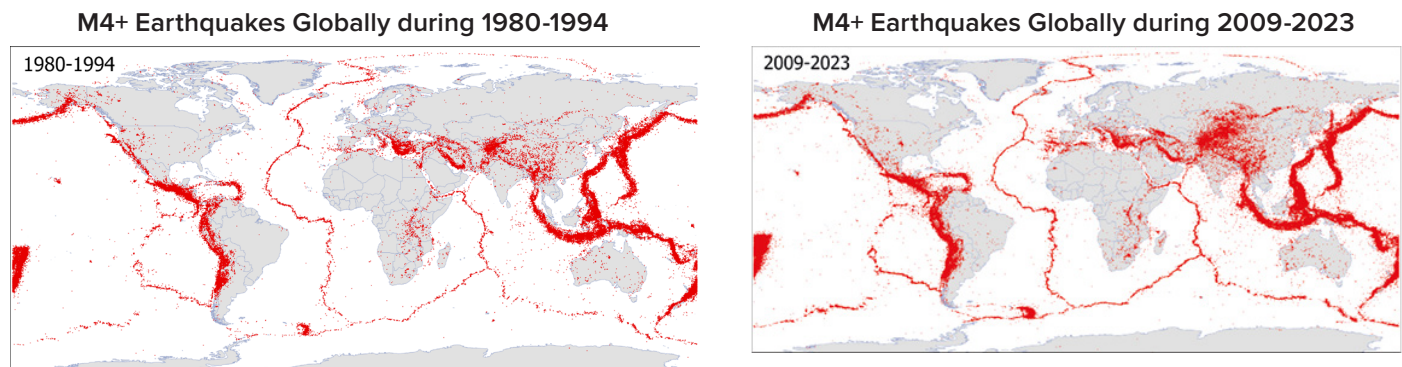 M4+ Earthquakes Globally during 1980-1994
M4+ Earthquakes Globally during 2009-2023
1980-1994
2009-2023